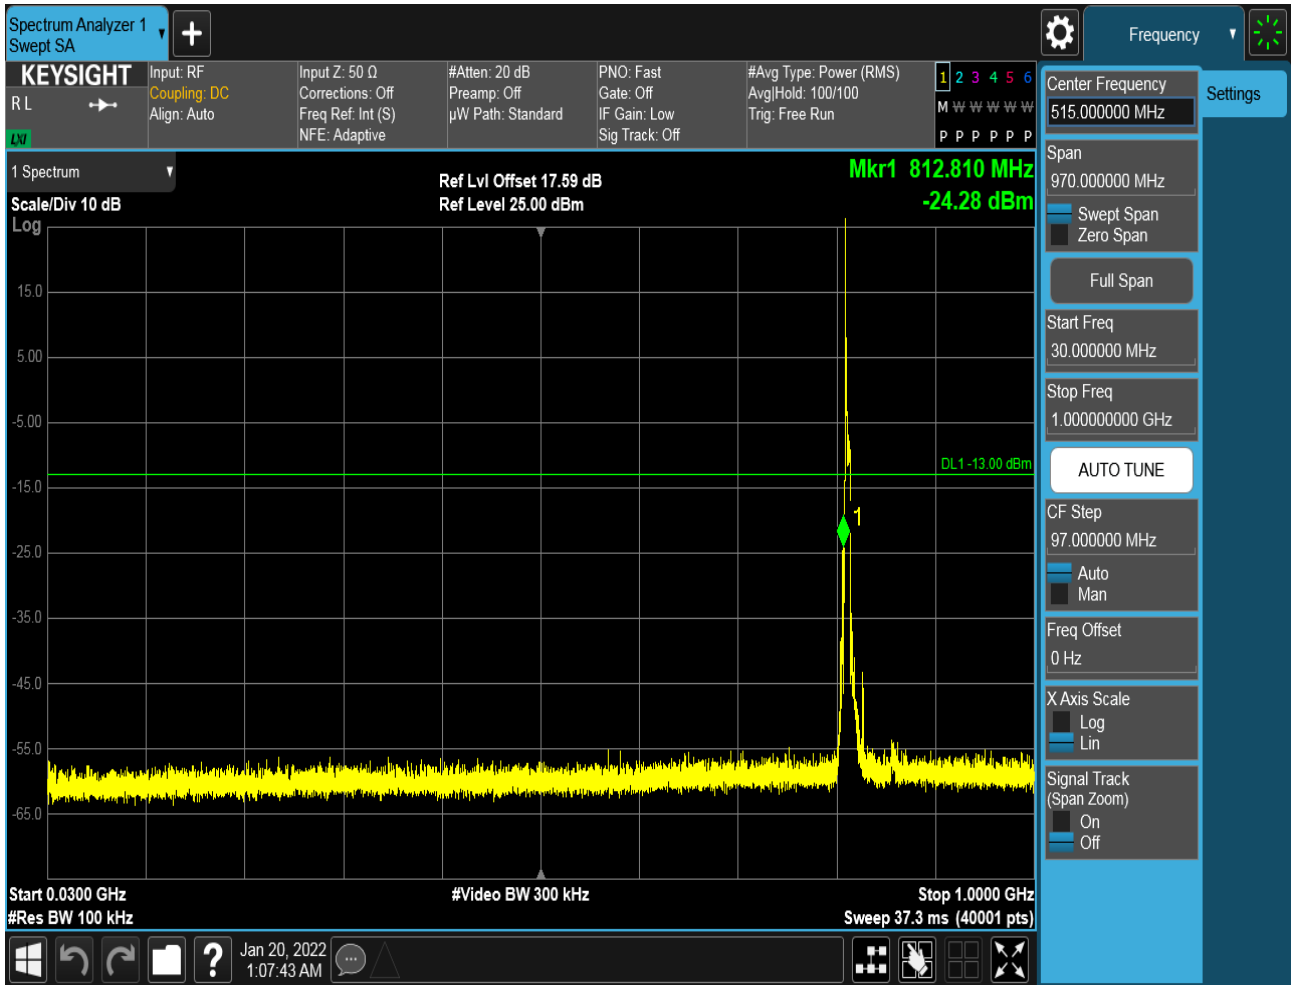 Spectrum Analyzer 1
Swept SA
+
Frequency
KEYSIGHT
R L
LXI
Input: RF
Coupling: DC
Align: Auto
Input Z: 50 Ω
Corrections: Off
Freq Ref: Int (S)
NFE: Adaptive
#Atten: 20 dB
Preamp: Off
µW Path: Standard
PNO: Fast
Gate: Off
IF Gain: Low
Sig Track: Off
#Avg Type: Power (RMS)
Avg|Hold: 100/100
Trig: Free Run
1 2 3 4 5 6
M W W W W W
P P P P P P
1 Spectrum
Scale/Div 10 dB
Log
Ref Lvl Offset 17.59 dB
Ref Level 25.00 dBm
Mkr1 812.810 MHz
-24.28 dBm
15.0
5.00
-5.00
-15.0
-25.0
-35.0
-45.0
-55.0
-65.0
DL1 -13.00 dBm
1
Start 0.0300 GHz
#Res BW 100 kHz
#Video BW 300 kHz
Stop 1.0000 GHz
Sweep 37.3 ms (40001 pts)
Center Frequency
515.000000 MHz
Span
970.000000 MHz
Swept Span
Zero Span
Full Span
Start Freq
30.000000 MHz
Stop Freq
1.000000000 GHz
AUTO TUNE
CF Step
97.000000 MHz
Auto
Man
Freq Offset
0 Hz
X Axis Scale
Log
Lin
Signal Track
(Span Zoom)
On
Off
Settings
?
Jan 20, 2022
1:07:43 AM